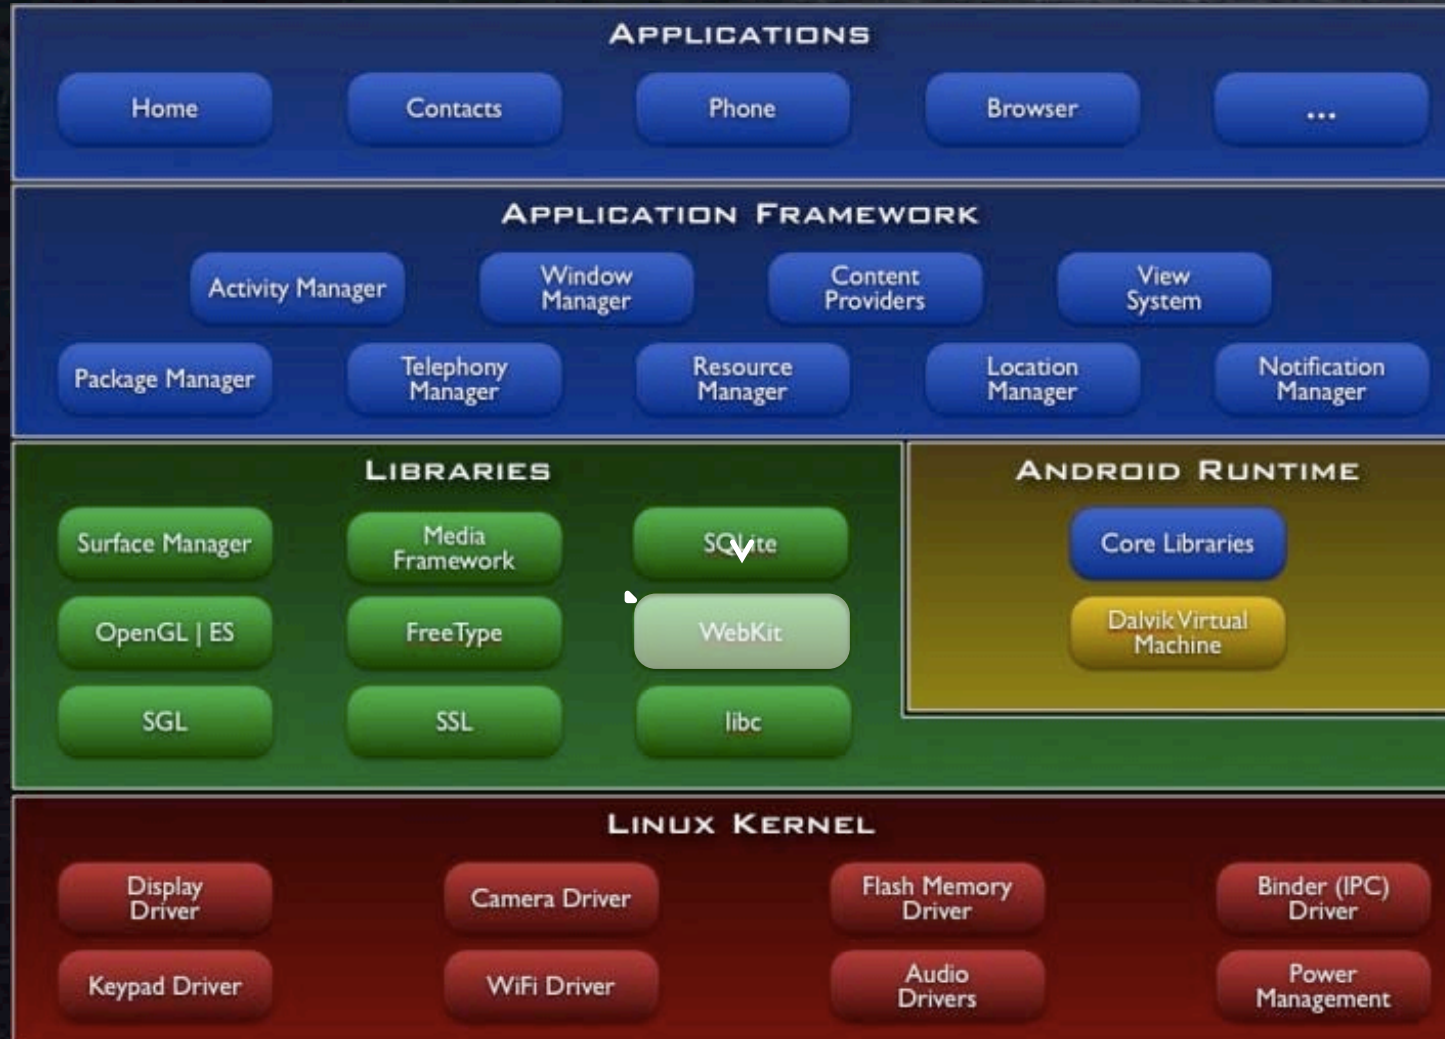 APPLICATIONS
Home
Contacts
Phone
Browser
...
APPLICATION FRAMEWORK
Activity Manager
Window
Manager
Content
Providers
View
System
Package Manager
Telephony
Manager
Resource
Manager
Location
Manager
Notification
Manager
LIBRARIES
Surface Manager
Media
Framework
SQLite
OpenGL | ES
FreeType
WebKit
SGL
SSL
libc
ANDROID RUNTIME
Core Libraries
Dalvik Virtual
Machine
LINUX KERNEL
Display
Driver
Camera Driver
Flash Memory
Driver
Binder (IPC)
Driver
Keypad Driver
WiFi Driver
Audio
Drivers
Power
Management